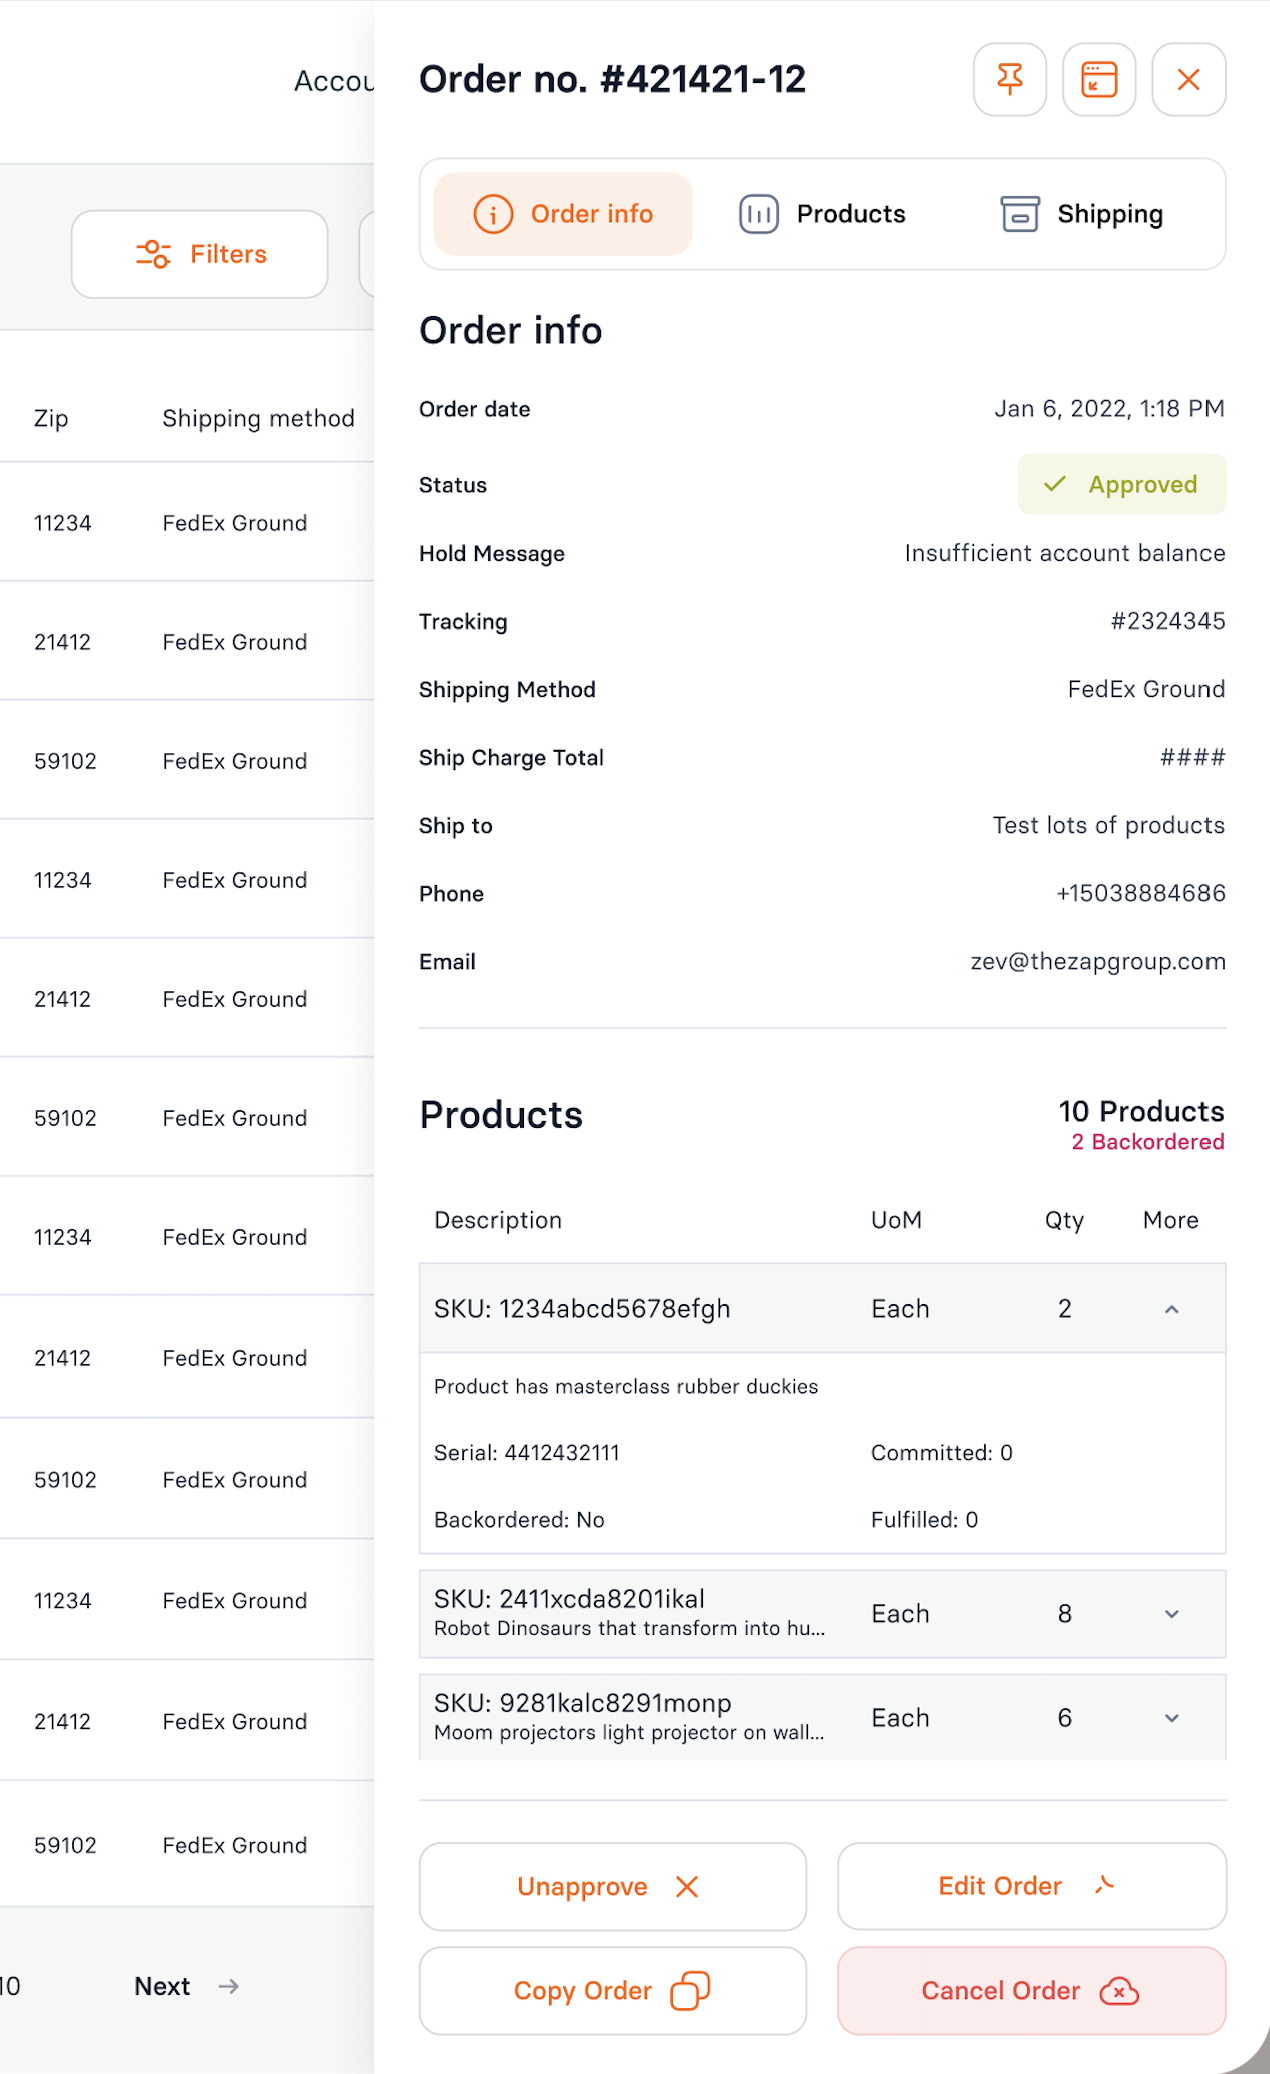 Accou
Filters
Zip Shipping method
11234 FedEx Ground
21412 FedEx Ground
59102 FedEx Ground
11234 FedEx Ground
21412 FedEx Ground
59102 FedEx Ground
11234 FedEx Ground
21412 FedEx Ground
59102 FedEx Ground
11234 FedEx Ground
21412 FedEx Ground
59102 FedEx Ground
10 Next
Order no. #421421-12
Order info Products Shipping
Order info
Order date Jan 6, 2022, 1:18 PM
Status Approved
Hold Message Insufficient account balance
Tracking #2324345
Shipping Method FedEx Ground
Ship Charge Total ####
Ship to Test lots of products
Phone +15038884686
Email zev@thezapgroup.com
Products 10 Products
2 Backordered
Description UoM Qty More
SKU: 1234abcd5678efgh Each 2
Product has masterclass rubber duckies
Serial: 4412432111 Committed: 0
Backordered: No Fulfilled: 0
SKU: 2411xcda8201ikal Each 8
Robot Dinosaurs that transform into hu...
SKU: 9281kalc8291monp Each 6
Moom projectors light projector on wall...
Unapprove Edit Order
Copy Order Cancel Order